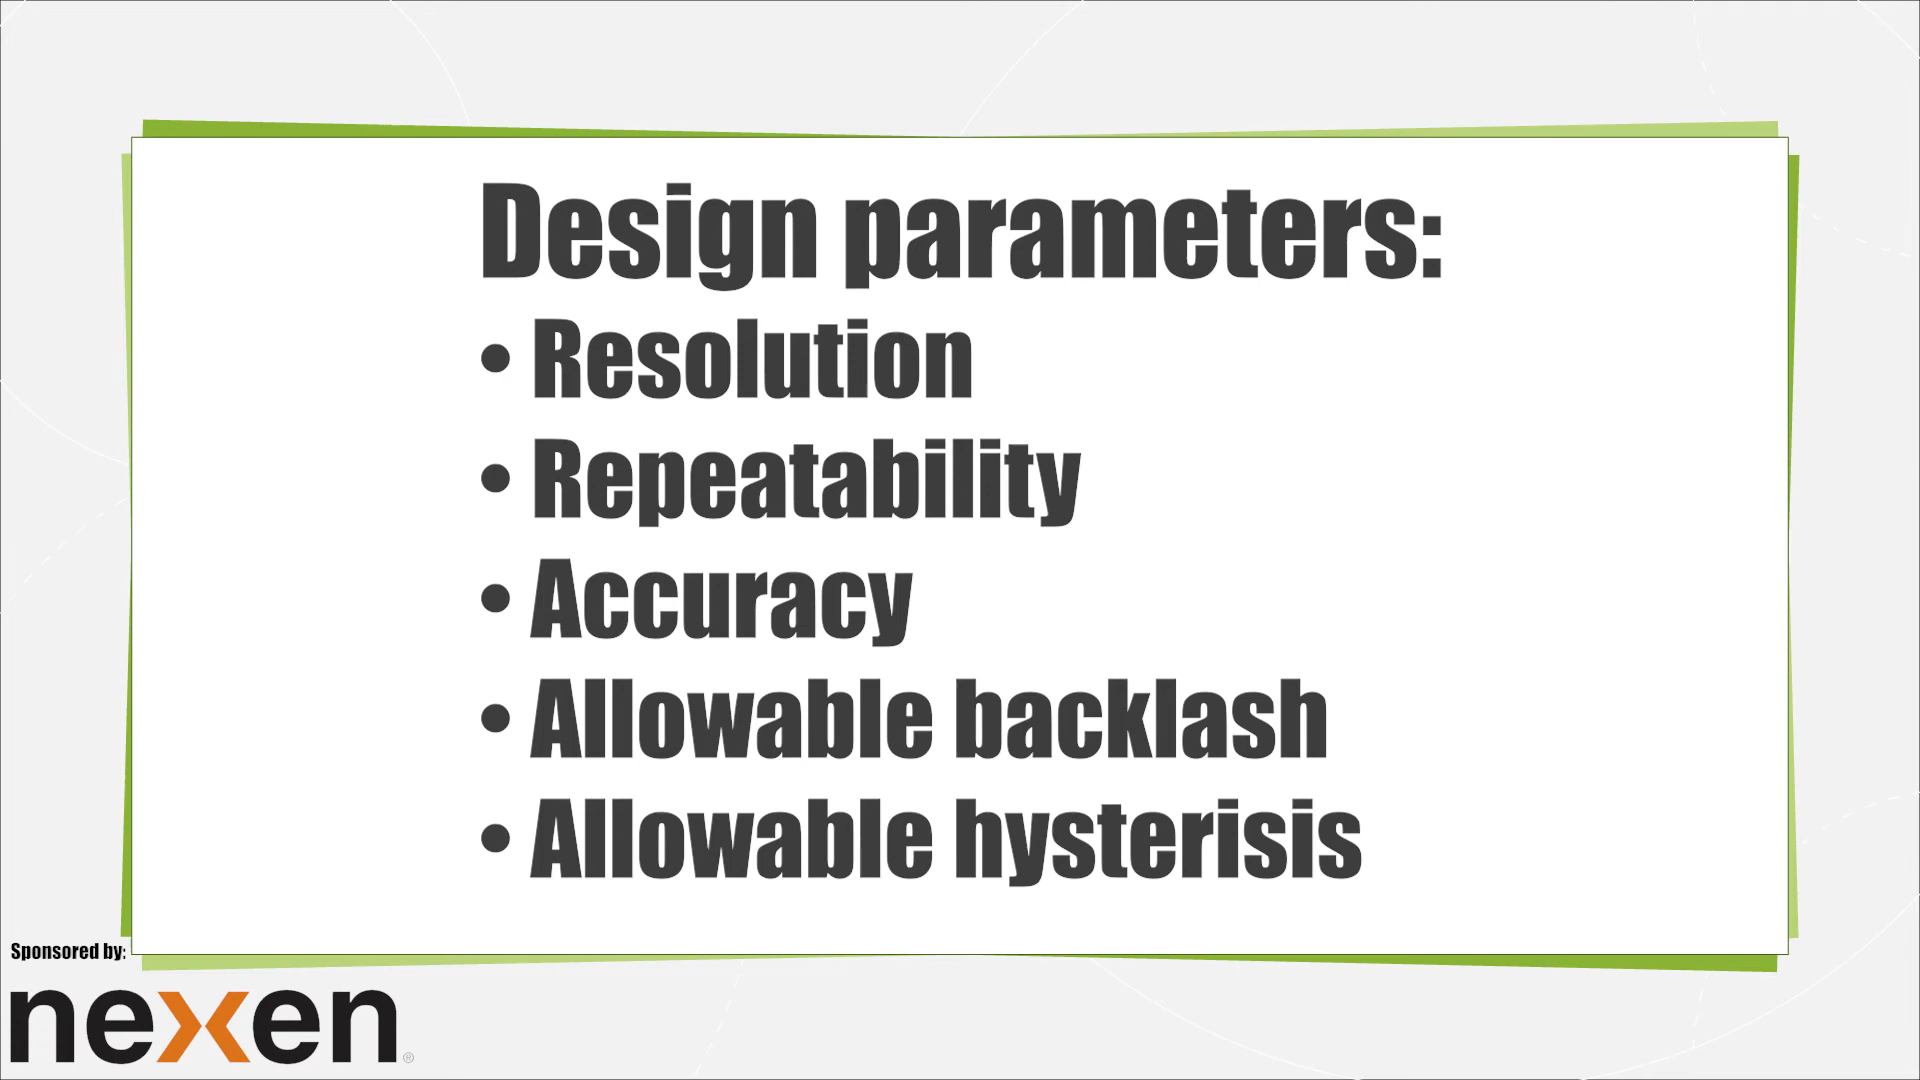 Design parameters:
• Resolution
• Repeatability
• Accuracy
• Allowable backlash
• Allowable hysterisis
Sponsored by:
nexen®